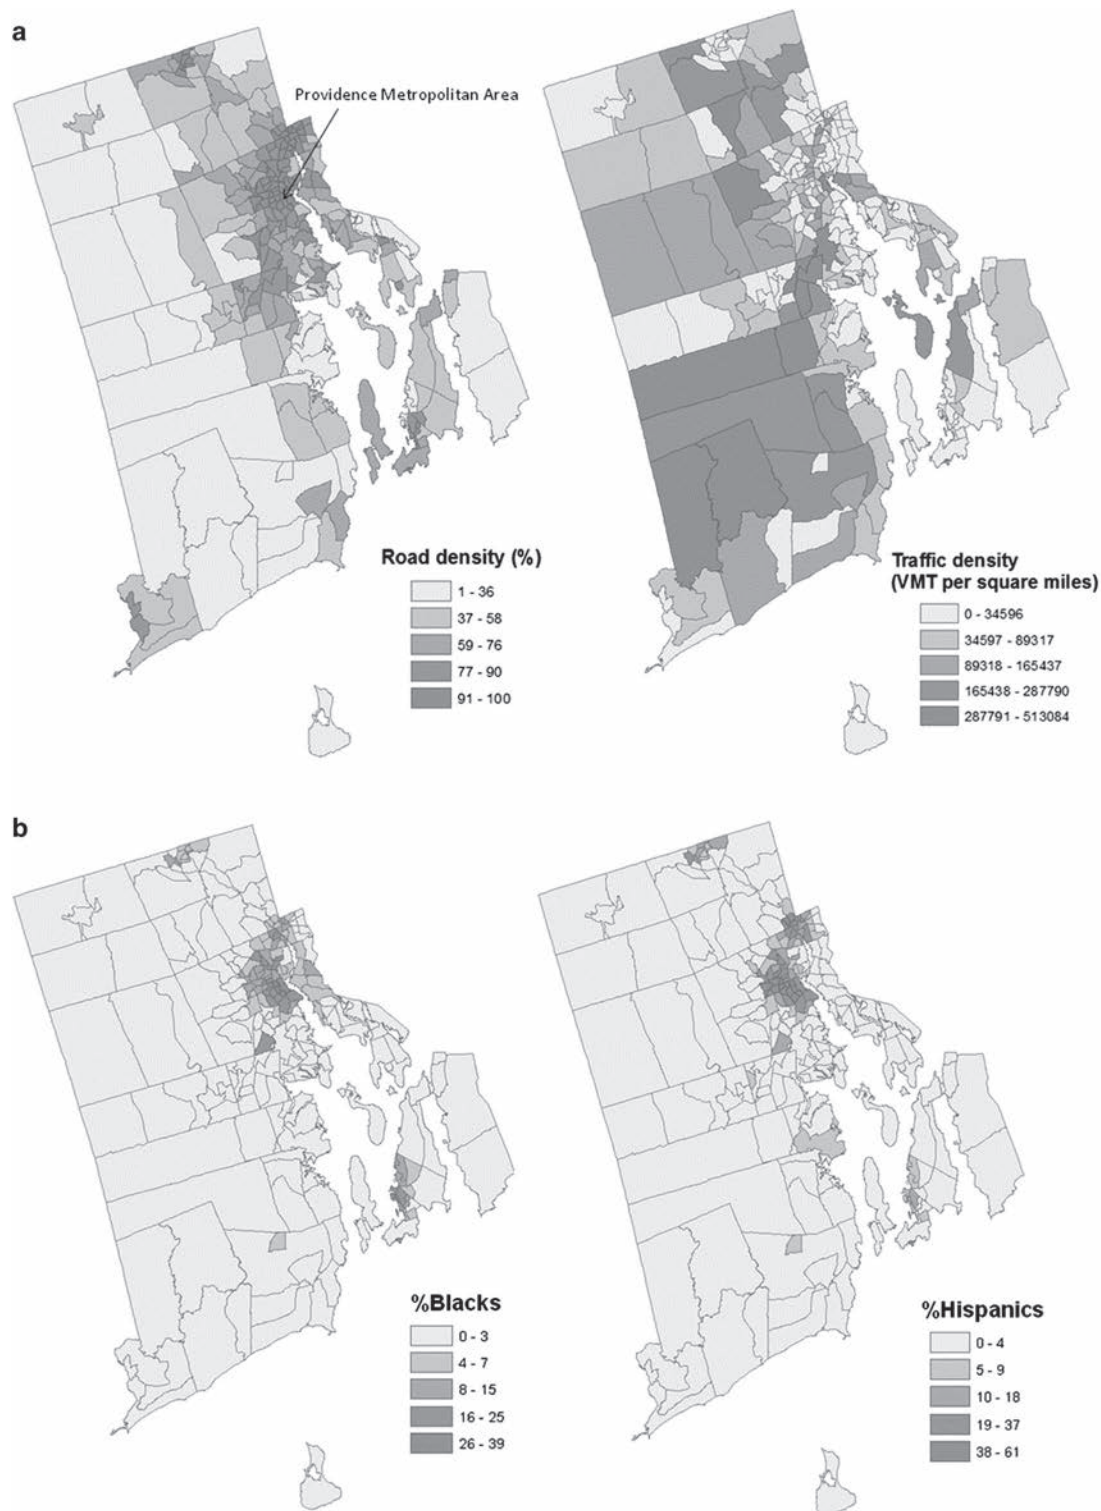 a
Providence Metropolitan Area
Road density (%)
1 - 36
37 - 58
59 - 76
77 - 90
91 - 100
Traffic density
(VMT per square miles)
0 - 34596
34597 - 89317
89318 - 165437
165438 - 287790
287791 - 513084
b
%Blacks
0 - 3
4 - 7
8 - 15
16 - 25
26 - 39
%Hispanics
0 - 4
5 - 9
10 - 18
19 - 37
38 - 61